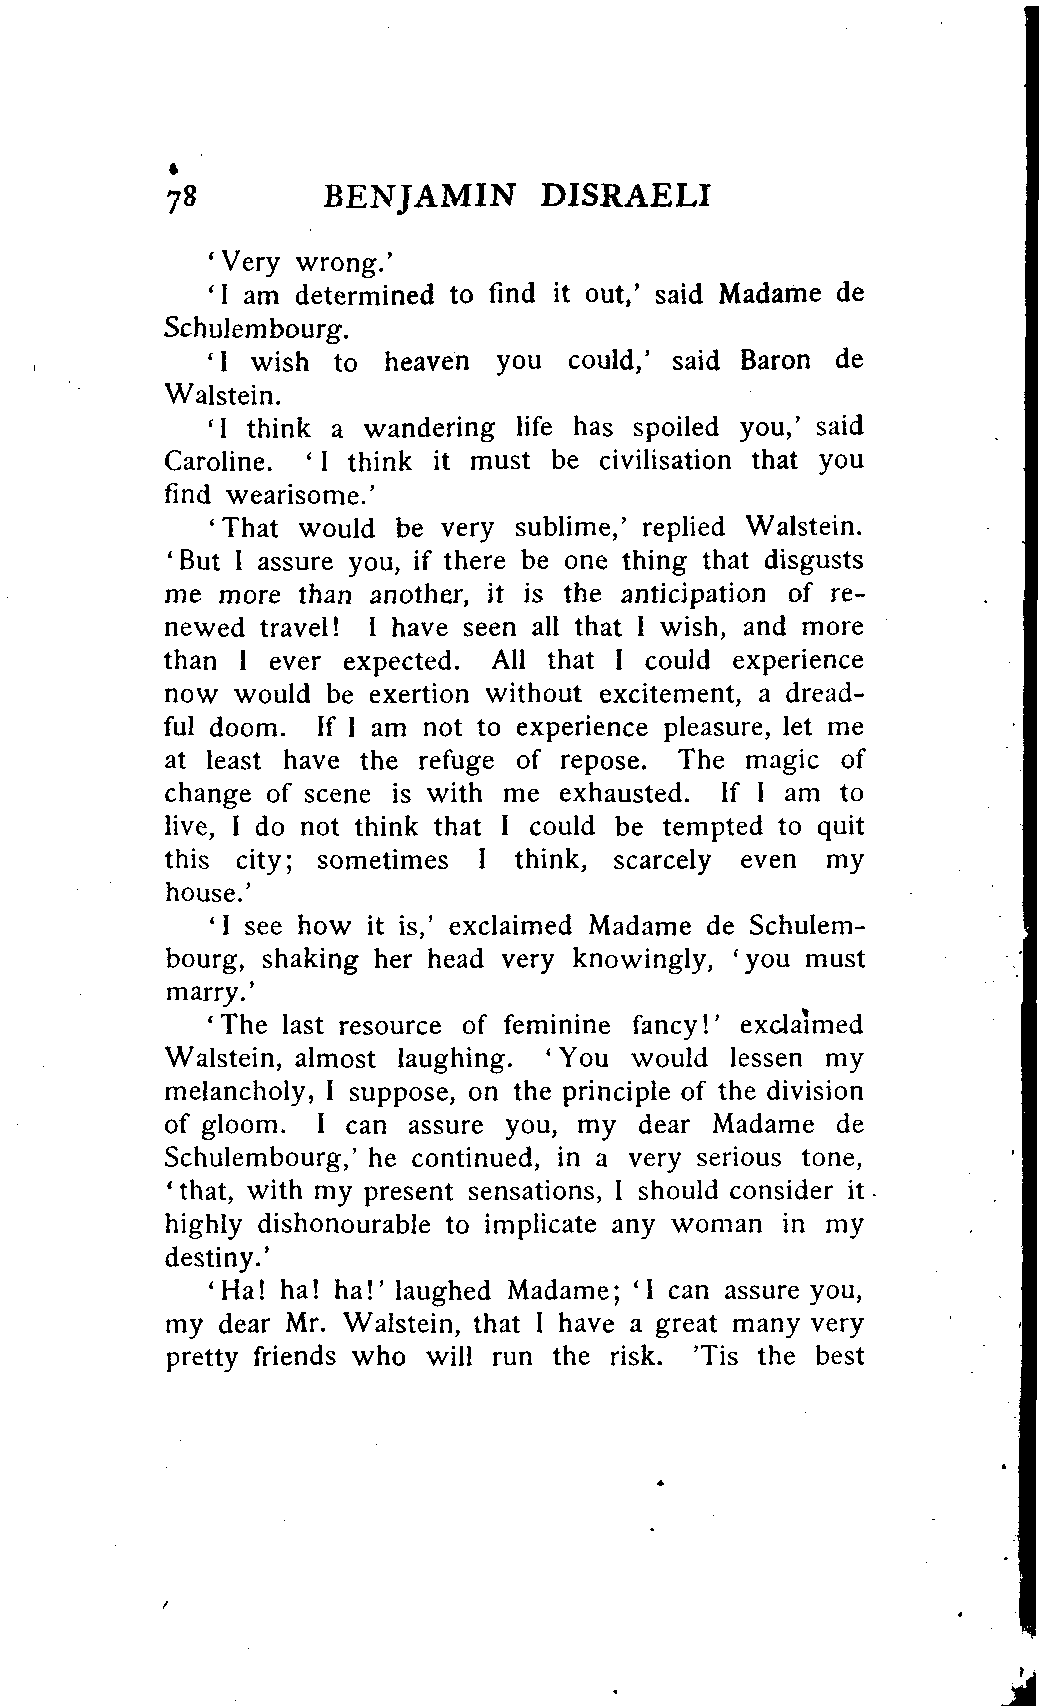 78 BENJAMIN DISRAELI
‘Very wrong.’
‘I am determined to find it out,’ said Madame de
Schulembourg.
‘I wish to heaven you could,’ said Baron de
Walstein.
‘I think a wandering life has spoiled you,’ said
Caroline. ‘I think it must be civilisation that you
find wearisome.’
‘That would be very sublime,’ replied Walstein.
‘But I assure you, if there be one thing that disgusts
me more than another, it is the anticipation of re-
newed travel! I have seen all that I wish, and more
than I ever expected. All that I could experience
now would be exertion without excitement, a dread-
ful doom. If I am not to experience pleasure, let me
at least have the refuge of repose. The magic of
change of scene is with me exhausted. If I am to
live, I do not think that I could be tempted to quit
this city; sometimes I think, scarcely even my
house.’
‘I see how it is,’ exclaimed Madame de Schulem-
bourg, shaking her head very knowingly, ‘you must
marry.’
‘The last resource of feminine fancy!’ exclaimed
Walstein, almost laughing. ‘You would lessen my
melancholy, I suppose, on the principle of the division
of gloom. I can assure you, my dear Madame de
Schulembourg,’ he continued, in a very serious tone,
‘that, with my present sensations, I should consider it
highly dishonourable to implicate any woman in my
destiny.’
‘Ha! ha! ha!’ laughed Madame; ‘I can assure you,
my dear Mr. Walstein, that I have a great many very
pretty friends who will run the risk. ’Tis the best